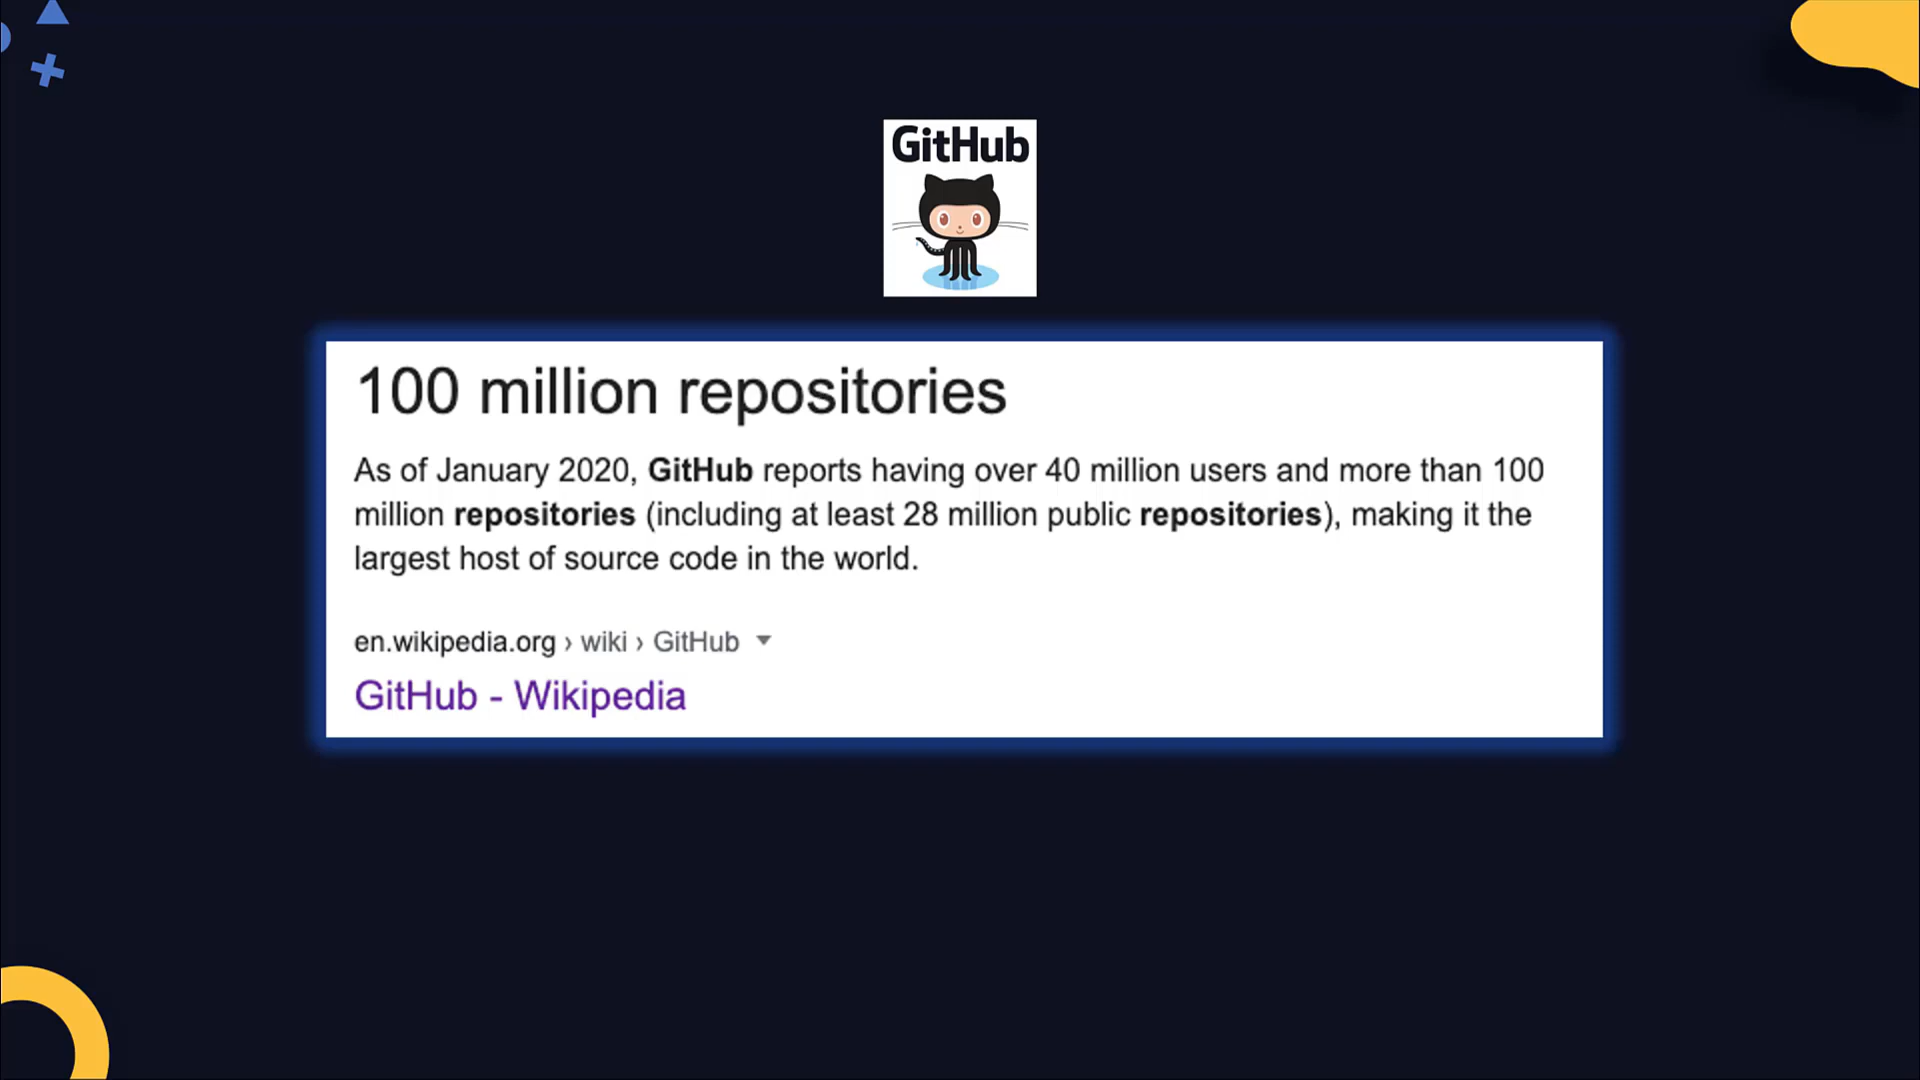 GitHub
100 million repositories
As of January 2020, GitHub reports having over 40 million users and more than 100
million repositories (including at least 28 million public repositories), making it the
largest host of source code in the world.
en.wikipedia.org › wiki › GitHub
GitHub - Wikipedia